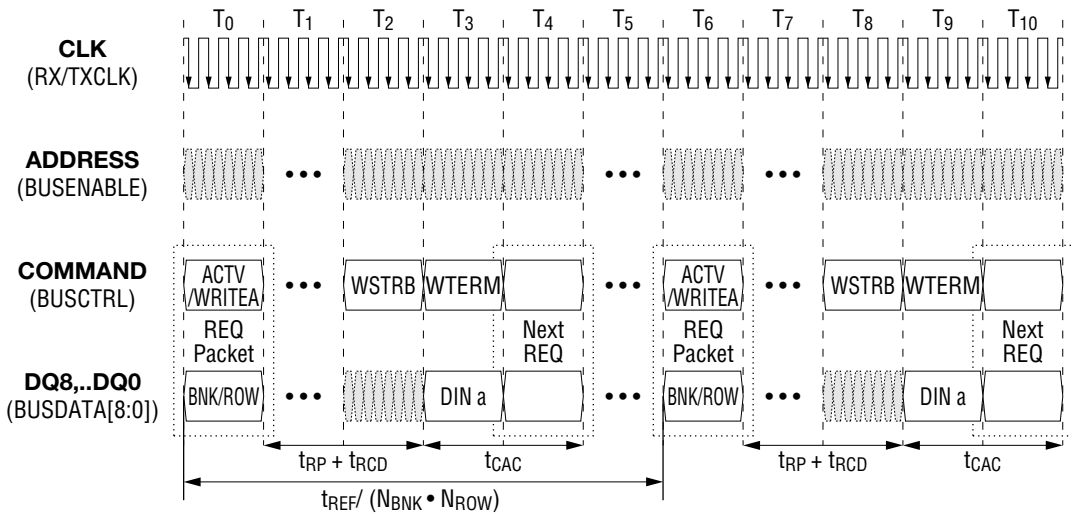 T0 T1 T2 T3 T4 T5 T6 T7 T8 T9 T10
CLK
(RX/TXCLK)
ADDRESS
(BUSENABLE)
••• ••• •••
COMMAND
(BUSCTRL)
ACTV
/WRITEA
••• WSTRB WTERM ••• ACTV
/WRITEA
••• WSTRB WTERM
REQ
Packet
Next
REQ
REQ
Packet
Next
REQ
DQ8,..DQ0
(BUSDATA[8:0])
BNK/ROW ••• DIN a ••• BNK/ROW ••• DIN a
tRP + tRCD tCAC tRP + tRCD tCAC
tREF/ (NBNK • NROW)